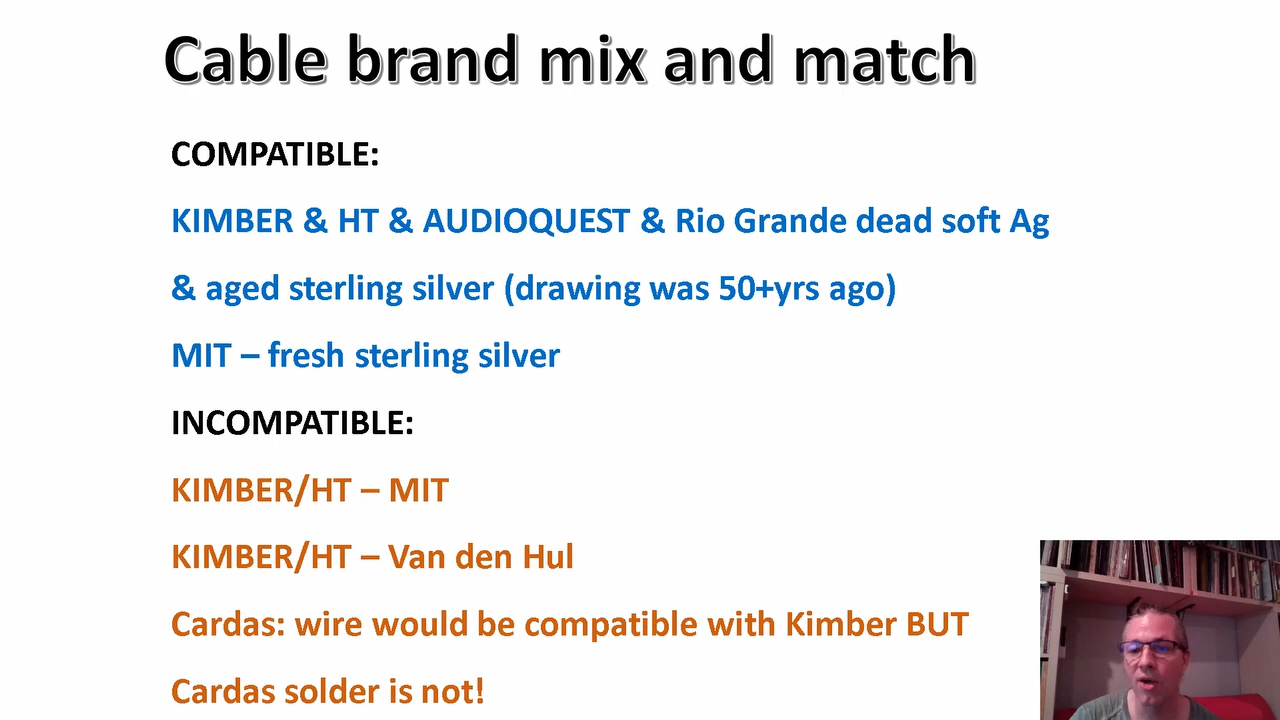 Cable brand mix and match
COMPATIBLE:
KIMBER & HT & AUDIOQUEST & Rio Grande dead soft Ag
& aged sterling silver (drawing was 50+yrs ago)
MIT – fresh sterling silver
INCOMPATIBLE:
KIMBER/HT – MIT
KIMBER/HT – Van den Hul
Cardas: wire would be compatible with Kimber BUT
Cardas solder is not!